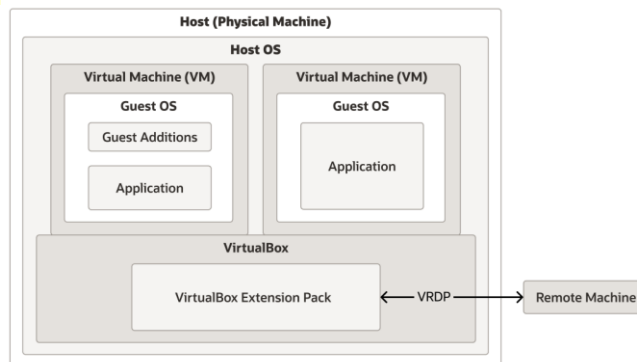 Host (Physical Machine)
Host OS
Virtual Machine (VM)
Virtual Machine (VM)
Guest OS
Guest OS
Guest Additions
Application
Application
VirtualBox
VirtualBox Extension Pack
VRDP
Remote Machine